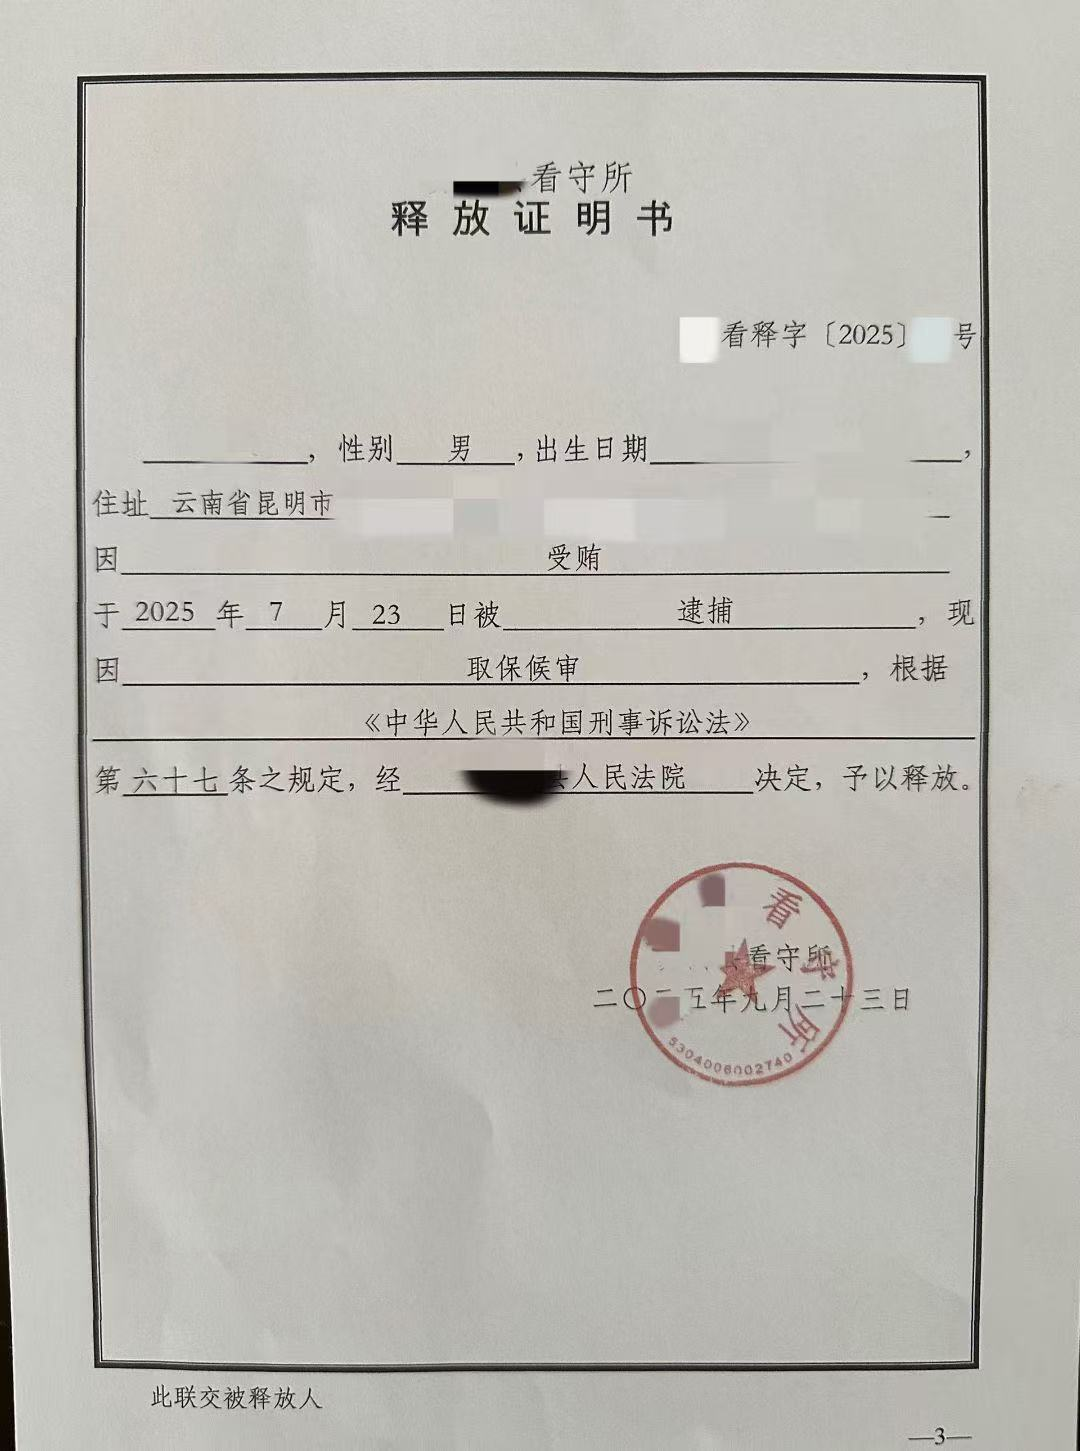 看守所
释放证明书
看释字〔2025〕 号
，性别 男 ，出生日期 ，
住址 云南省昆明市
因 受贿
于 2025 年 7 月 23 日被 逮捕 ，现
因 取保候审 ，根据
《中华人民共和国刑事诉讼法》
第 六十七 条之规定，经 县人民法院 决定，予以释放。
看守所
看守所
二〇二五年九月二十三日
5304006002740
此联交被释放人
—3—